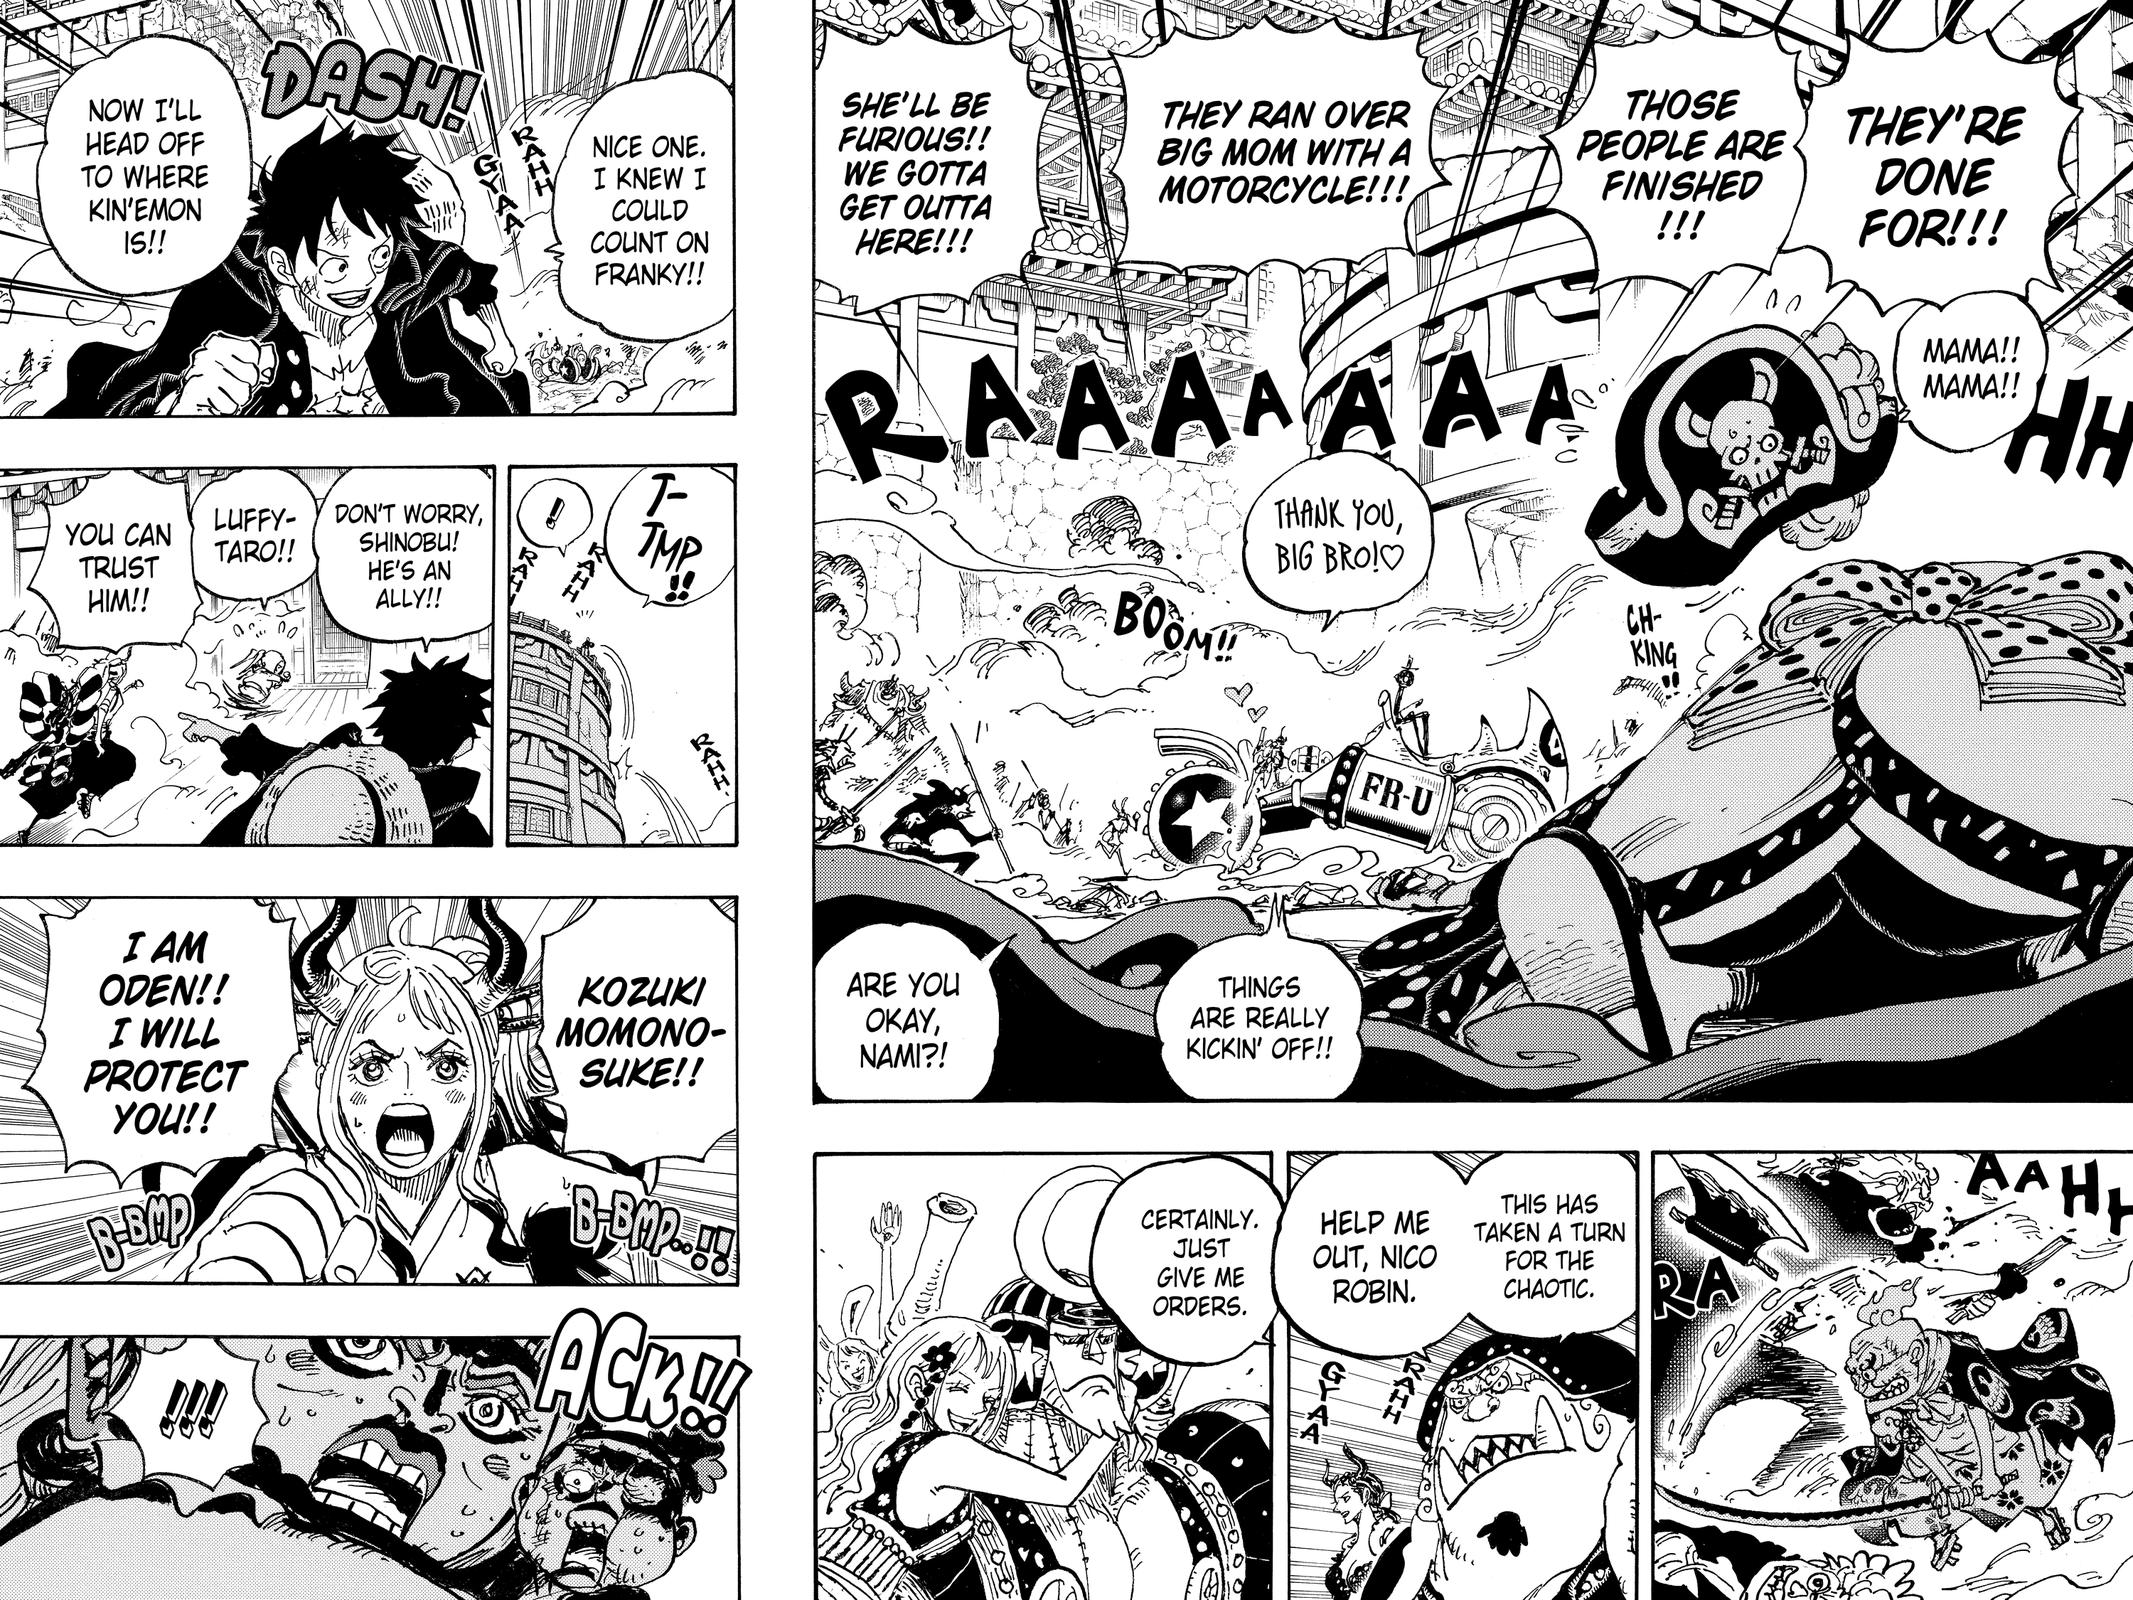 THEY'RE
DONE
FOR!!!
THOSE
PEOPLE ARE
FINISHED
!!!
THEY RAN OVER
BIG MOM WITH A
MOTORCYCLE!!!
SHE'LL BE
FURIOUS!!
WE GOTTA
GET OUTTA
HERE!!!
MAMA!!
MAMA!!
RAAAAAAA
HH
THANK YOU,
BIG BRO!♡
BOOM!!
CH-
KING
!!
FR-U
THINGS
ARE REALLY
KICKIN' OFF!!
ARE YOU
OKAY,
NAMI?!
AAHH
RA
THIS HAS
TAKEN A TURN
FOR THE
CHAOTIC.
HELP ME
OUT, NICO
ROBIN.
RAHH
GYAA
CERTAINLY.
JUST
GIVE ME
ORDERS.
NICE ONE.
I KNEW I
COULD
COUNT ON
FRANKY!!
DASH!
RAHH
GYAA
NOW I'LL
HEAD OFF
TO WHERE
KIN'EMON
IS!!
T-
TMP
!!
!
RAHH
RAHH
RAHH
DON'T WORRY,
SHINOBU!
HE'S AN
ALLY!!
LUFFY-
TARO!!
YOU CAN
TRUST
HIM!!
KOZUKI
MOMONO-
SUKE!!
I AM
ODEN!!
I WILL
PROTECT
YOU!!
B-BMP..!!
B-BMP
ACK!!
!!!